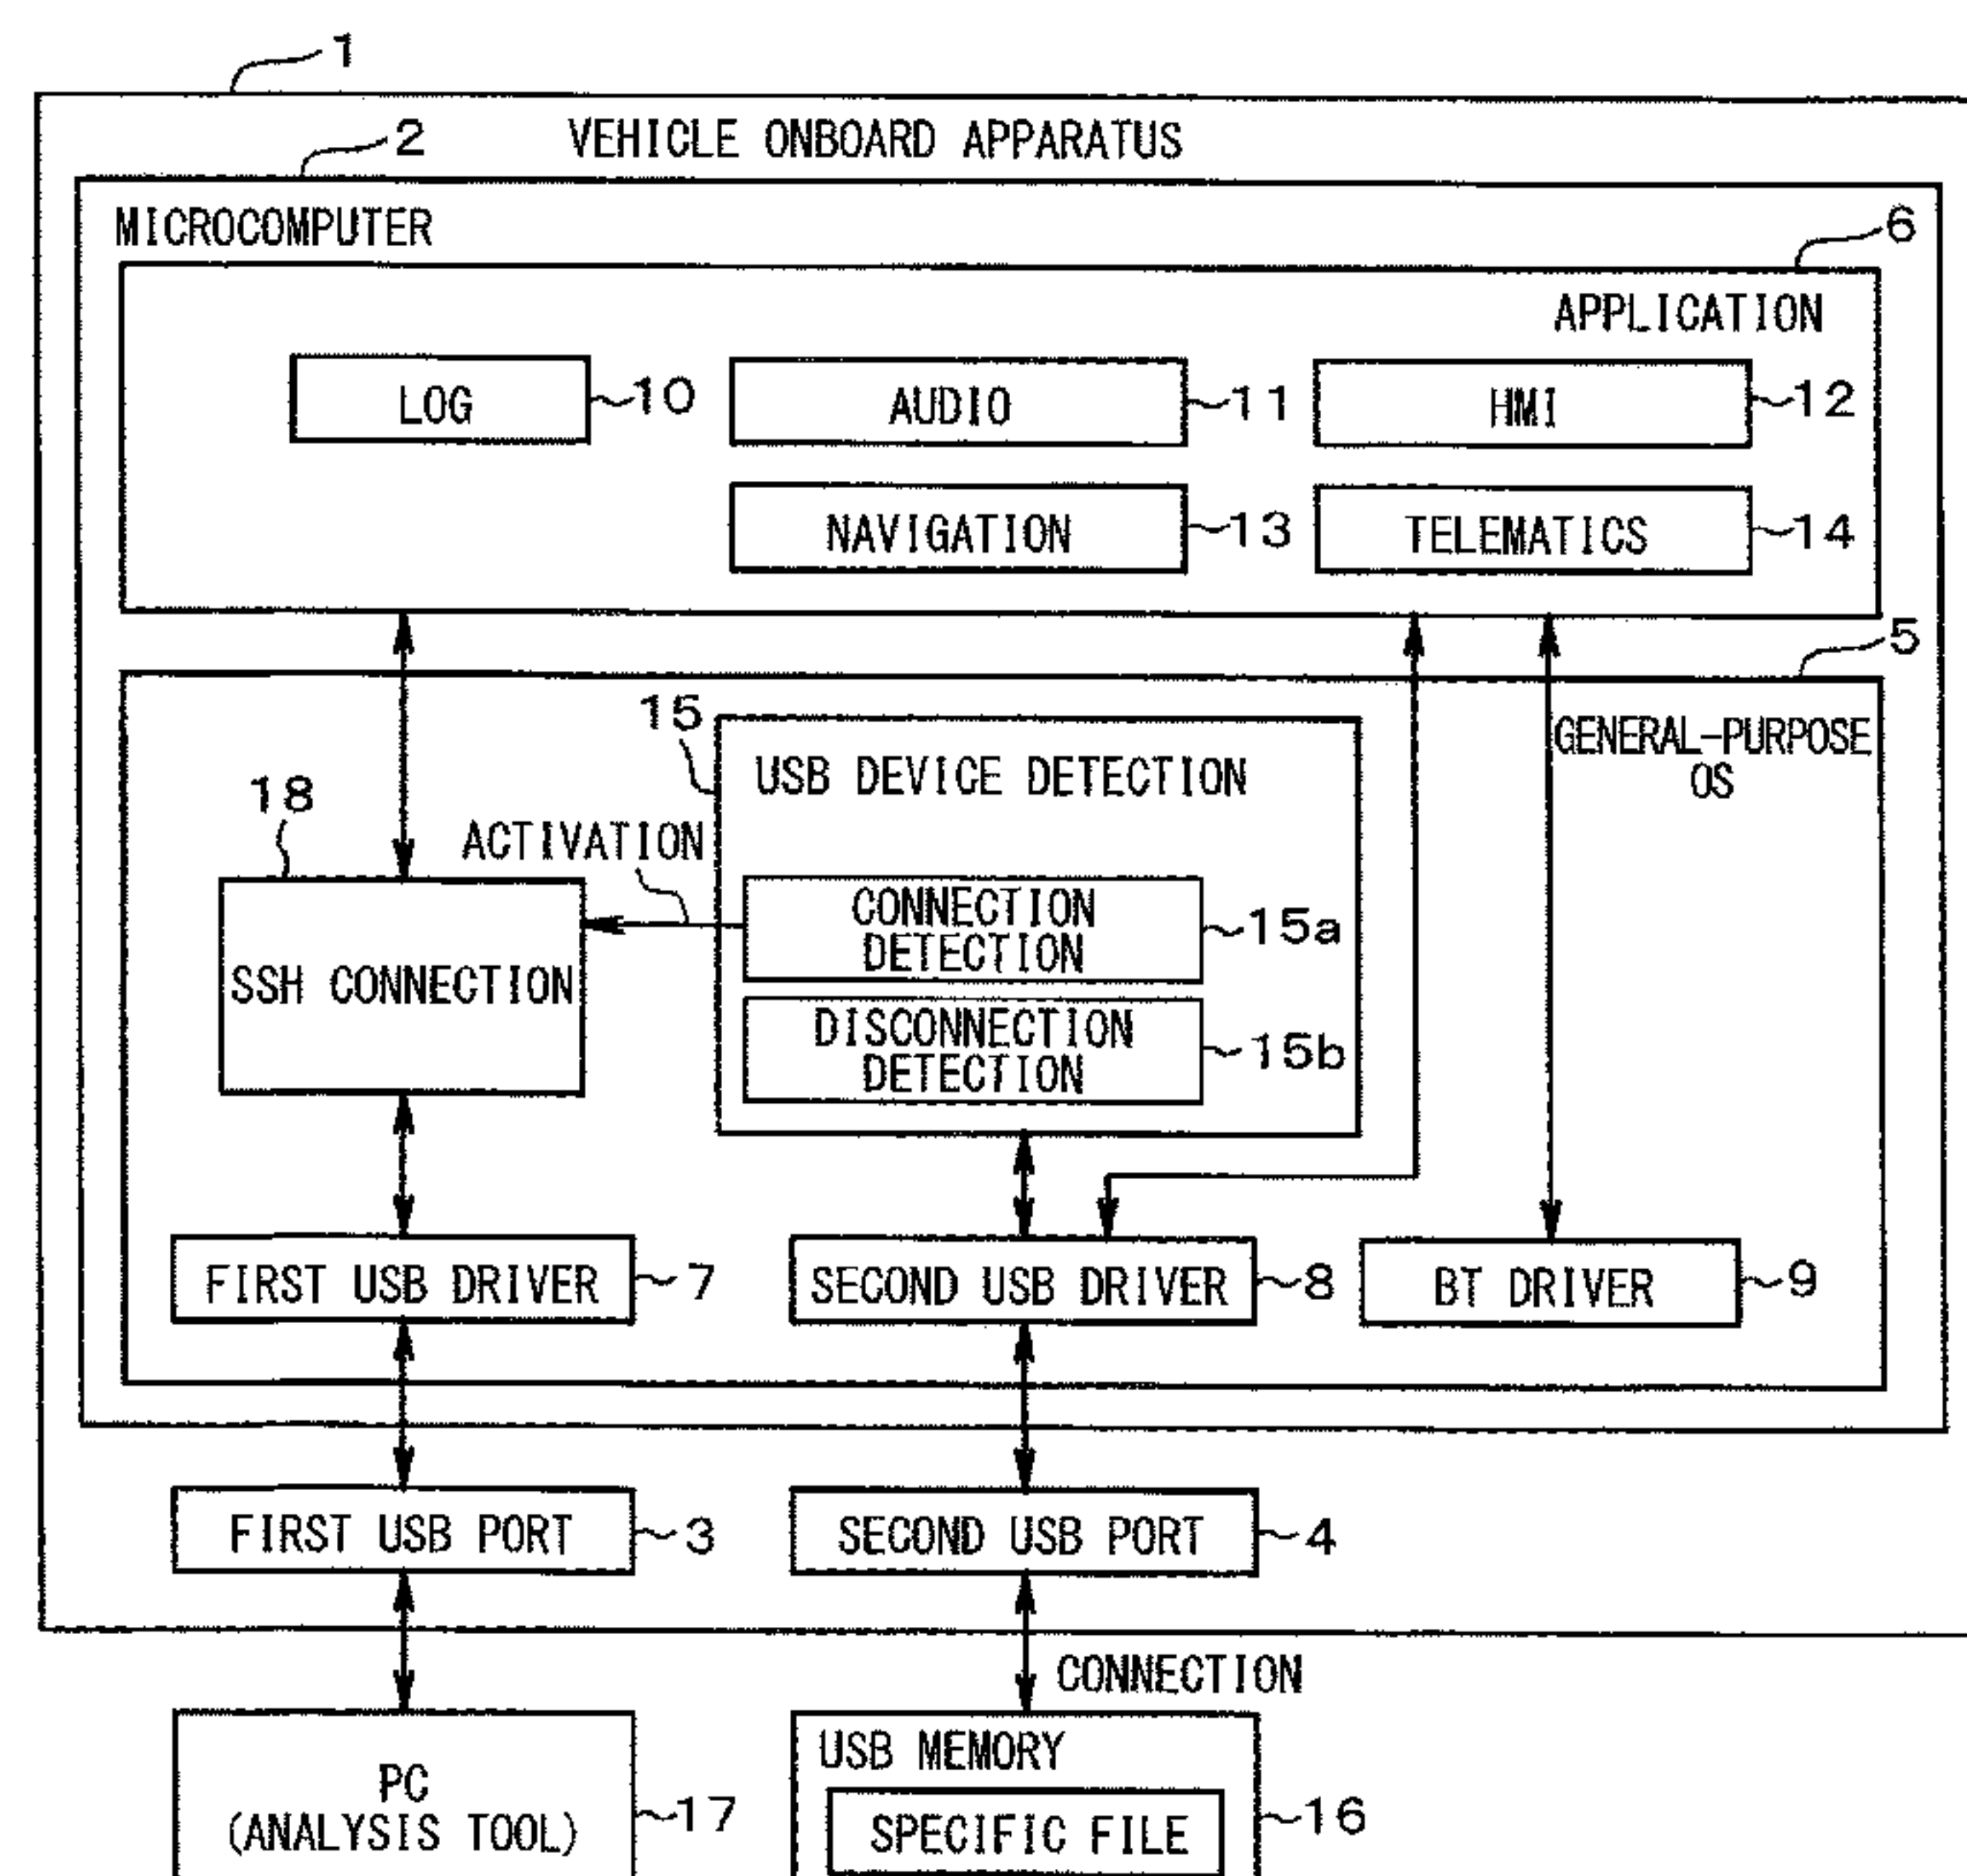 1
2
VEHICLE ONBOARD APPARATUS
MICROCOMPUTER
6
APPLICATION
LOG
10
AUDIO
11
HMI
12
NAVIGATION
13
TELEMATICS
14
5
15
GENERAL-PURPOSE
OS
USB DEVICE DETECTION
18
ACTIVATION
CONNECTION
DETECTION
15a
SSH CONNECTION
DISCONNECTION
DETECTION
15b
FIRST USB DRIVER
7
SECOND USB DRIVER
8
BT DRIVER
9
FIRST USB PORT
3
SECOND USB PORT
4
CONNECTION
PC
(ANALYSIS TOOL)
17
USB MEMORY
SPECIFIC FILE
16